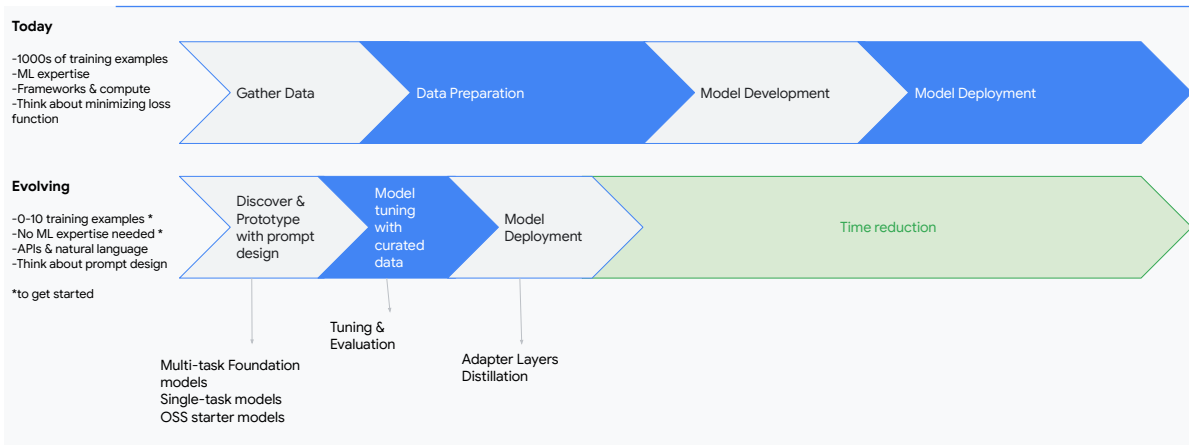 Today
-1000s of training examples
-ML expertise
-Frameworks & compute
-Think about minimizing loss
function
Gather Data
Data Preparation
Model Development
Model Deployment
Evolving
-0-10 training examples *
-No ML expertise needed *
-APIs & natural language
-Think about prompt design
*to get started
Discover &
Prototype
with prompt
design
Model
tuning
with
curated
data
Model
Deployment
Time reduction
Multi-task Foundation
models
Single-task models
OSS starter models
Tuning &
Evaluation
Adapter Layers
Distillation